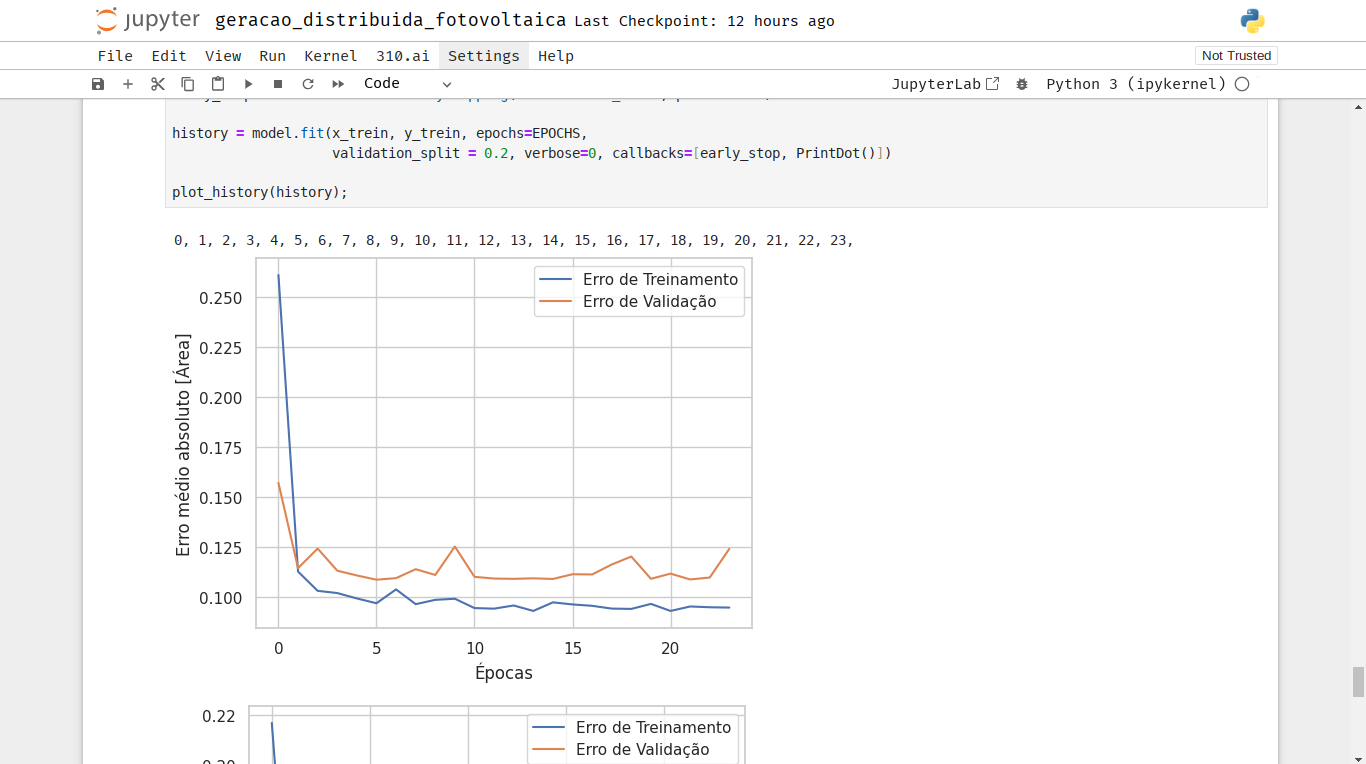 jupyter geracao_distribuida_fotovoltaica Last Checkpoint: 12 hours ago
File Edit View Run Kernel 310.ai Settings Help Not Trusted
Code JupyterLab Python 3 (ipykernel)
history = model.fit(x_trein, y_trein, epochs=EPOCHS,
validation_split = 0.2, verbose=0, callbacks=[early_stop, PrintDot()])
plot_history(history);
0, 1, 2, 3, 4, 5, 6, 7, 8, 9, 10, 11, 12, 13, 14, 15, 16, 17, 18, 19, 20, 21, 22, 23,
Erro de Treinamento
Erro de Validação
0.250
0.225
0.200
0.175
0.150
0.125
0.100
Erro médio absoluto [Área]
0 5 10 15 20
Épocas
0.22
Erro de Treinamento
Erro de Validação